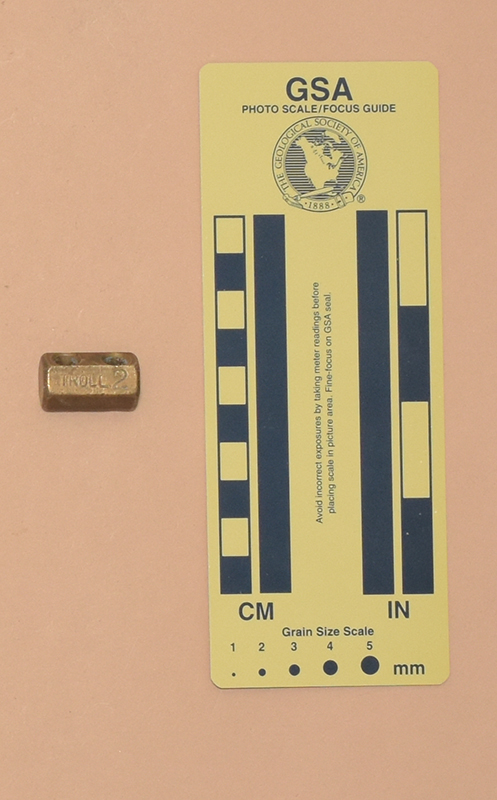 GSA
PHOTO SCALE/FOCUS GUIDE
THE GEOLOGICAL SOCIETY OF AMERICA
·1888·
®
Avoid incorrect exposures by taking meter readings before
placing scale in picture area. Fine-focus on GSA seal.
TROLL 2
CM
IN
Grain Size Scale
1 2 3 4 5
mm